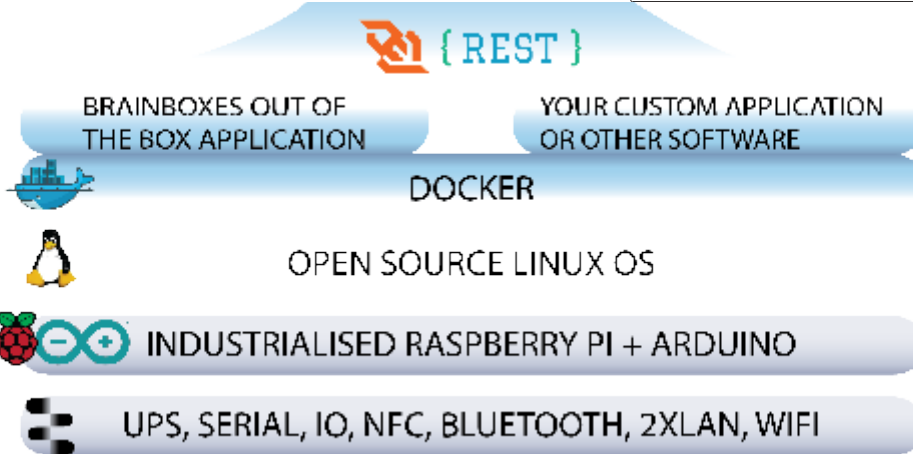 { REST }
BRAINBOXES OUT OF
THE BOX APPLICATION
YOUR CUSTOM APPLICATION
OR OTHER SOFTWARE
DOCKER
OPEN SOURCE LINUX OS
INDUSTRIALISED RASPBERRY PI + ARDUINO
UPS, SERIAL, IO, NFC, BLUETOOTH, 2XLAN, WIFI